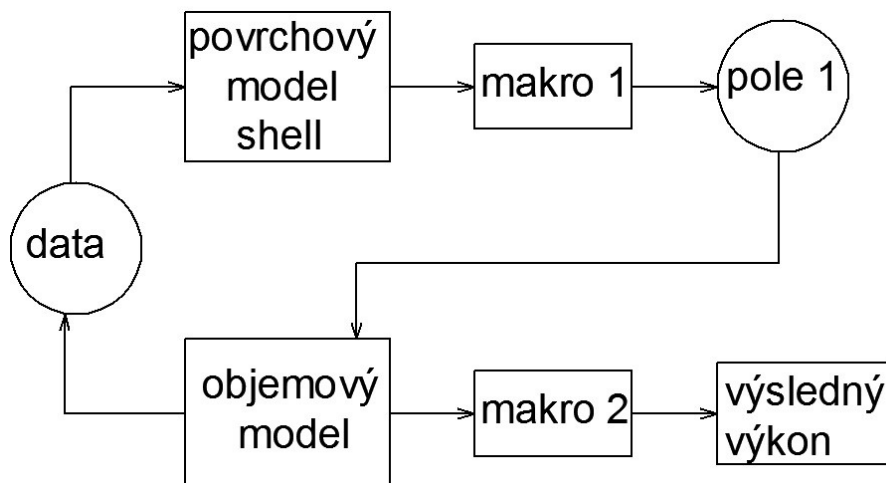 povrchový
model
shell
makro 1
pole 1
data
objemový
model
makro 2
výsledný
výkon